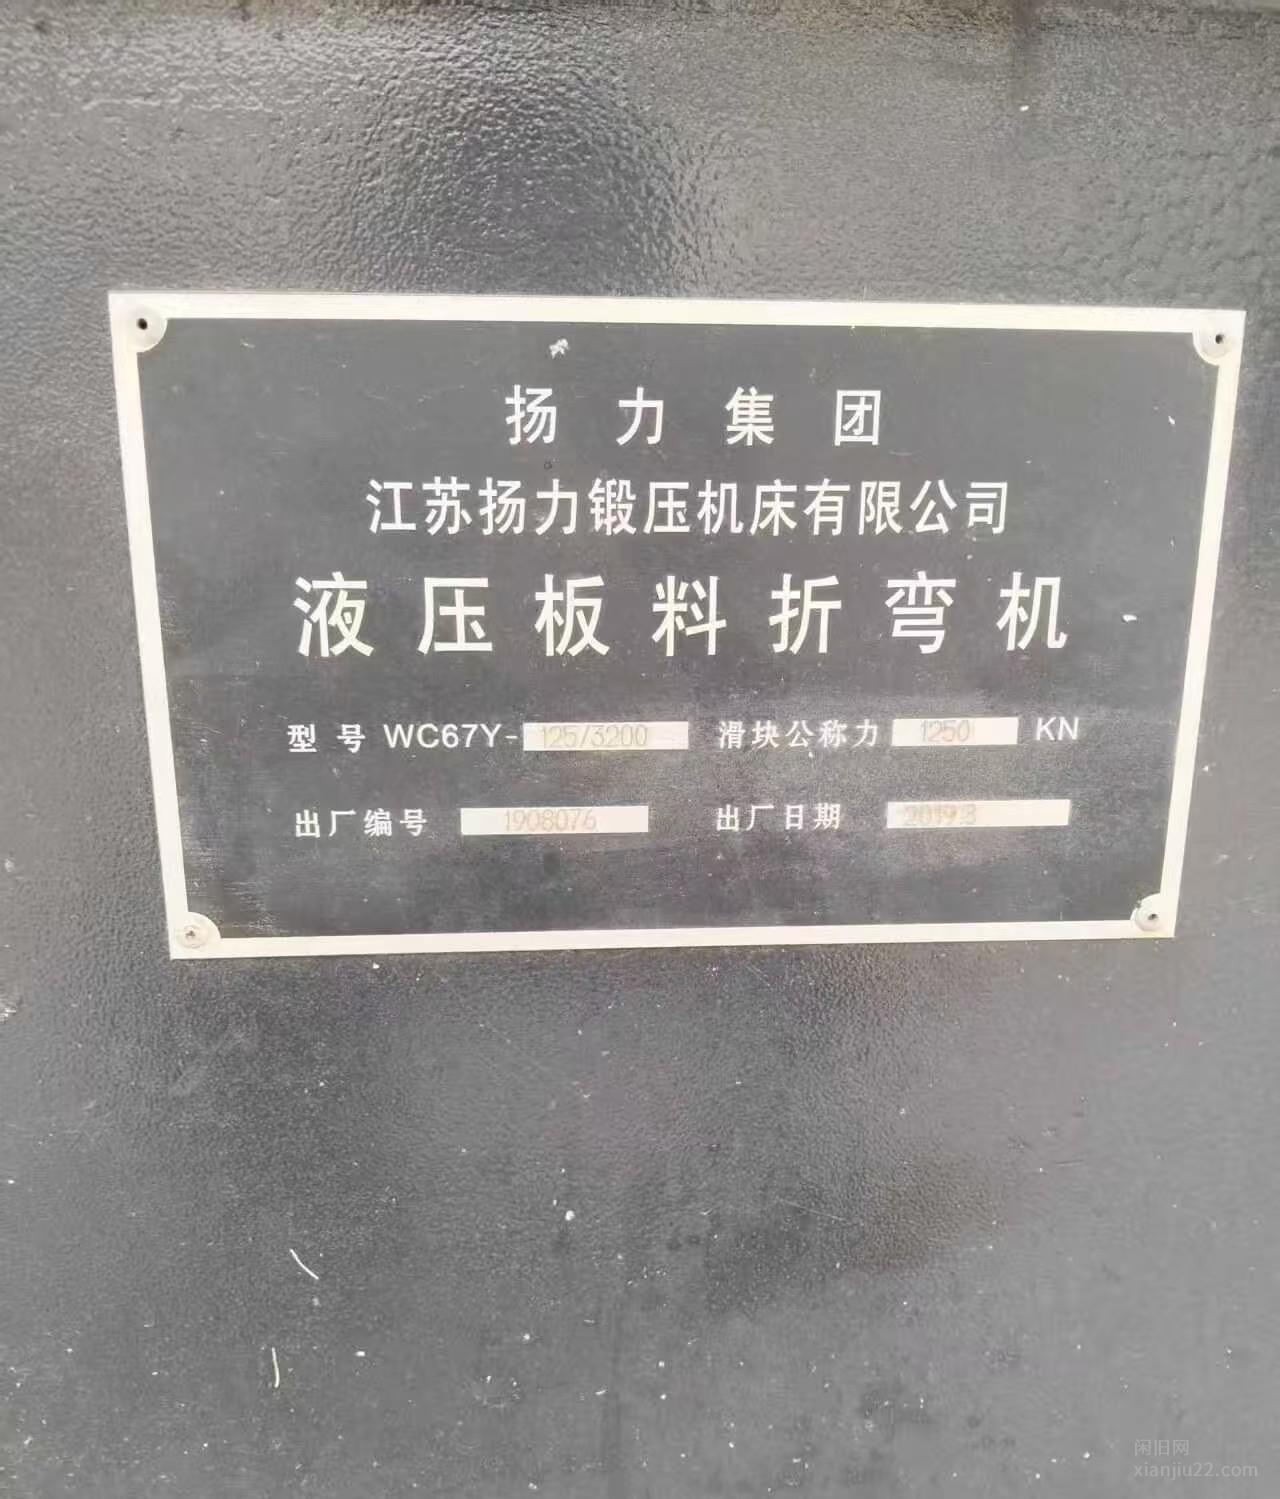 扬力集团
江苏扬力锻压机床有限公司
液压板料折弯机
型号 WC67Y-125/3200 滑块公称力 1250 KN
出厂编号 1908076 出厂日期 2019.8
闲旧网
xianjiu22.com